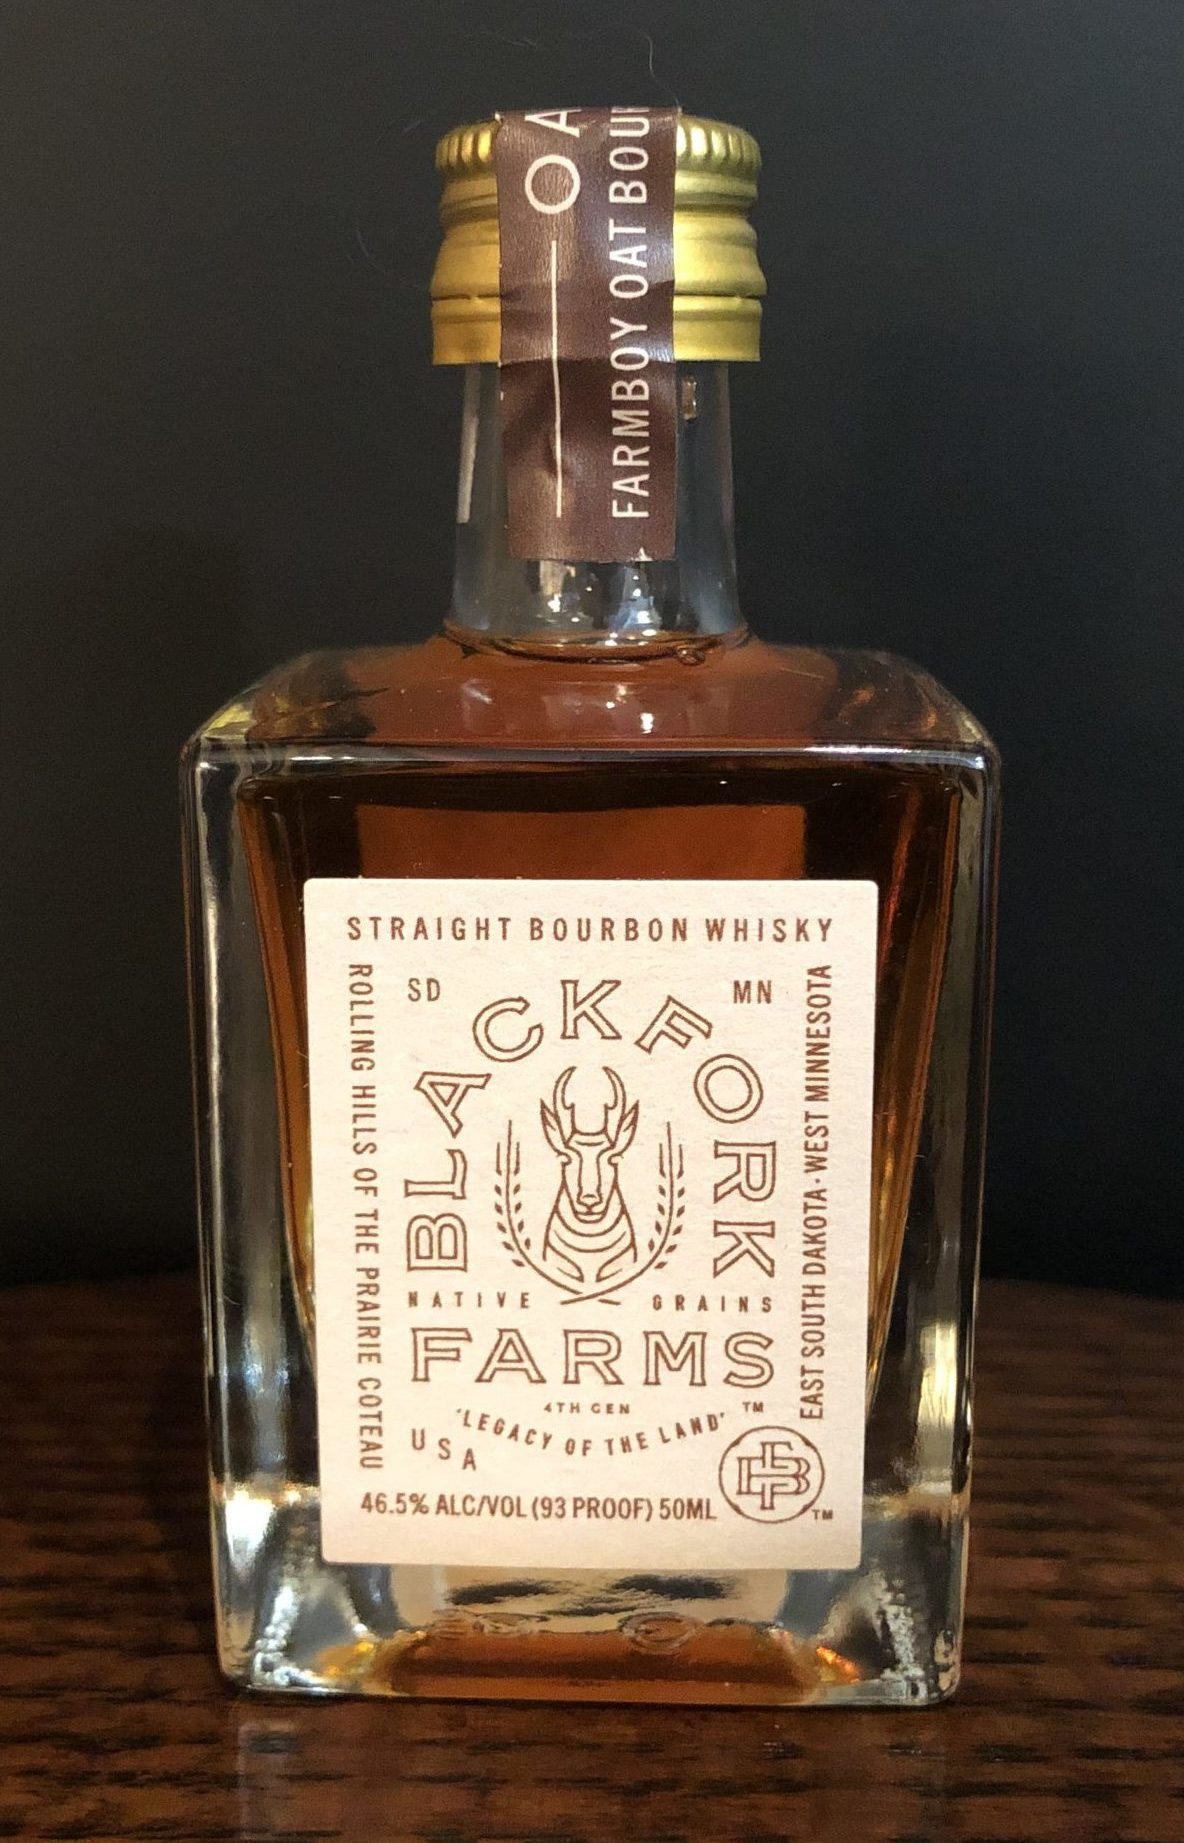 OA
FARMBOY OAT BOUR
STRAIGHT BOURBON WHISKY
SD
MN
BLACKFORK
ROLLING HILLS OF THE PRAIRIE COTEAU
EAST SOUTH DAKOTA·WEST MINNESOTA
NATIVE GRAINS
FARMS
4TH GEN
TM
'LEGACY OF THE LAND'
USA
BFF
TM
46.5% ALC/VOL (93 PROOF) 50ML